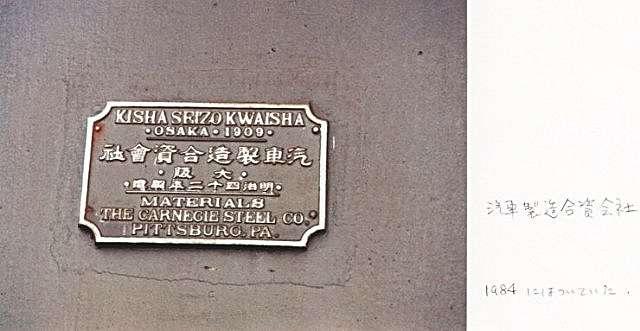 KISHA SEIZO KWAISHA
·OSAKA·1909·
汽車製造合資會社
·大阪·
·明治四十二年製造·
MATERIALS
THE CARNEGIE STEEL CO.
PITTSBURG, PA.
汽車製造合資会社
1984 にはついていた.